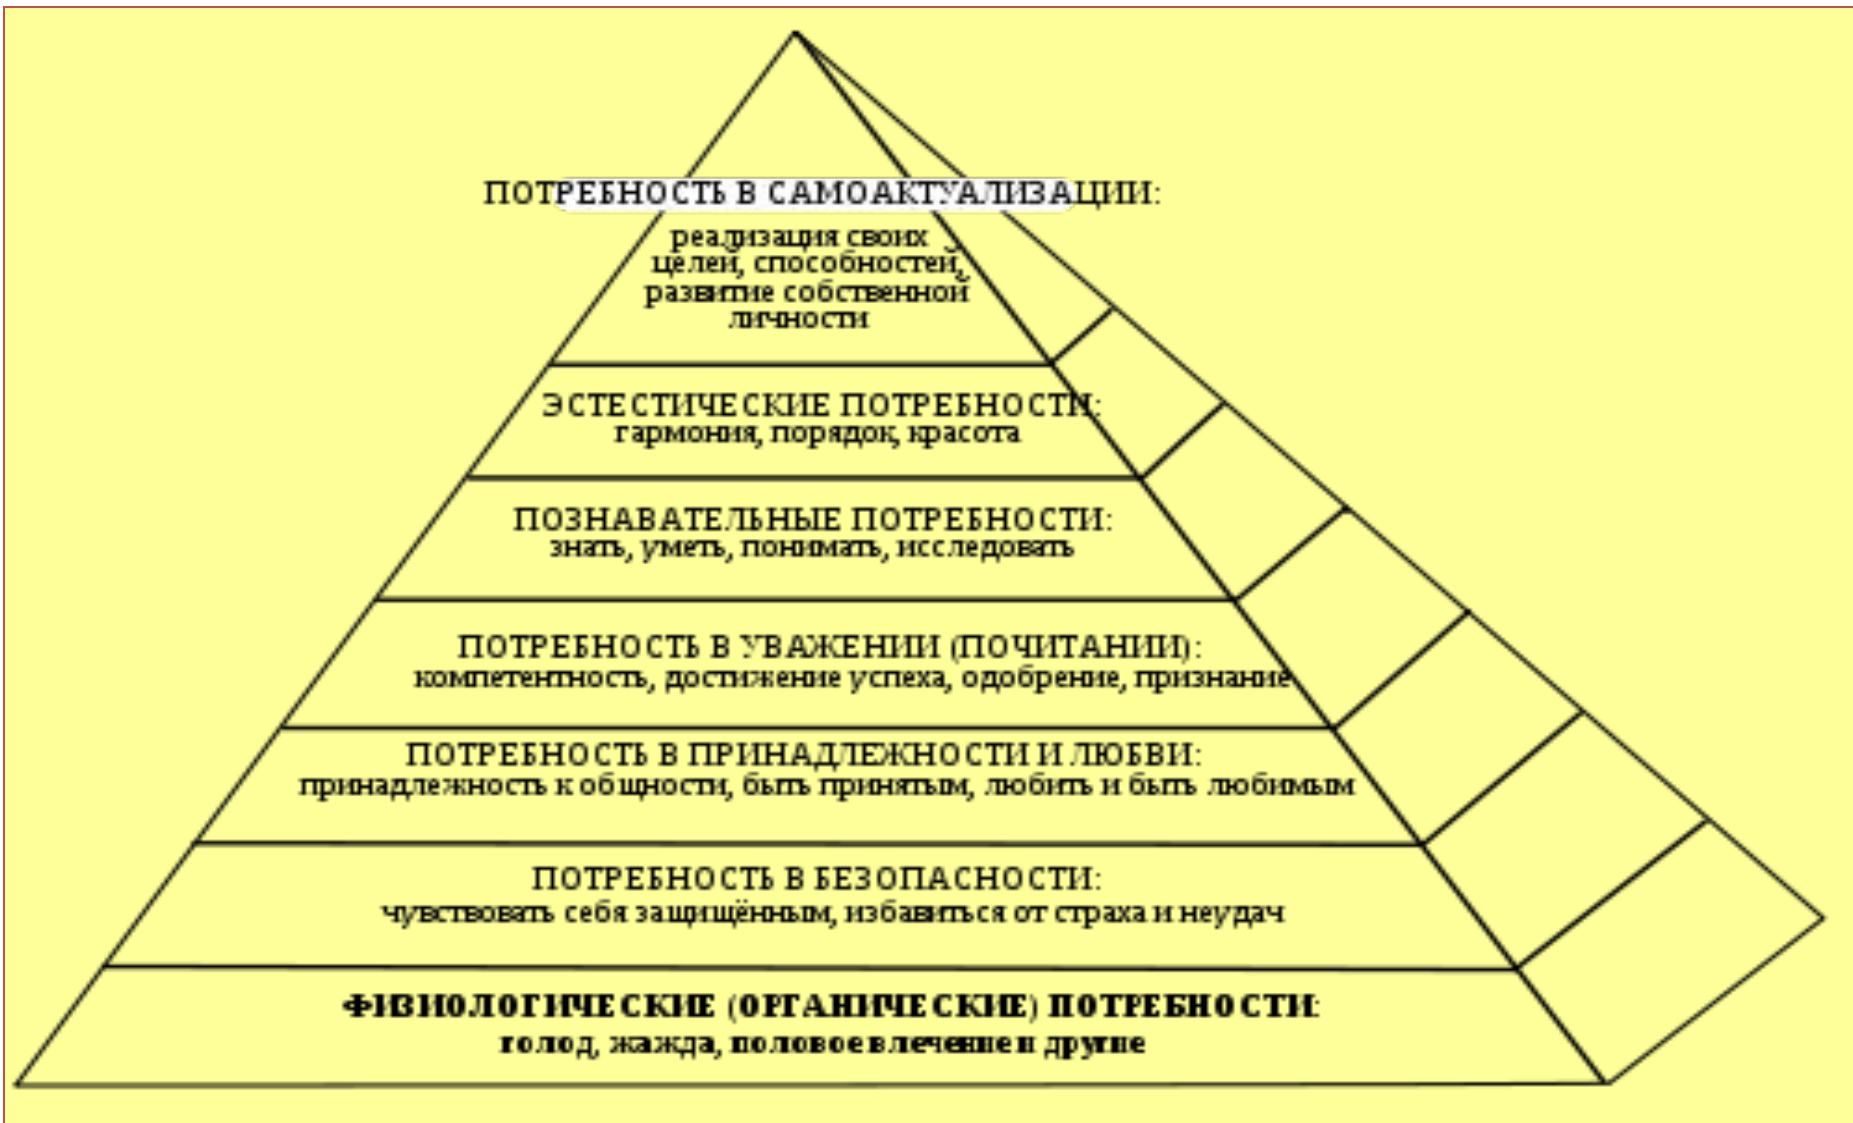 ПОТРЕБНОСТЬ В САМОАКТУАЛИЗАЦИИ:
реализация своих
целей, способностей,
развитие собственной
личности
ЭСТЕСТИЧЕСКИЕ ПОТРЕБНОСТИ:
гармония, порядок, красота
ПОЗНАВАТЕЛЬНЫЕ ПОТРЕБНОСТИ:
знать, уметь, понимать, исследовать
ПОТРЕБНОСТЬ В УВАЖЕНИИ (ПОЧИТАНИИ):
компетентность, достижение успеха, одобрение, признание
ПОТРЕБНОСТЬ В ПРИНАДЛЕЖНОСТИ И ЛЮБВИ:
принадлежность к общности, быть принятым, любить и быть любимым
ПОТРЕБНОСТЬ В БЕЗОПАСНОСТИ:
чувствовать себя защищённым, избавиться от страха и неудач
ФИЗИОЛОГИЧЕСКИЕ (ОРГАНИЧЕСКИЕ) ПОТРЕБНОСТИ:
голод, жажда, половое влечение и другие